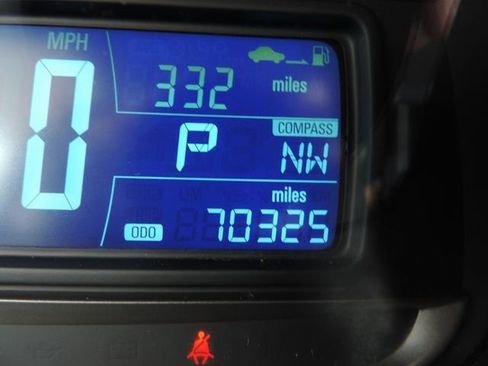 MPH
0
332 miles
COMPASS
P NW
miles
ODO 70325